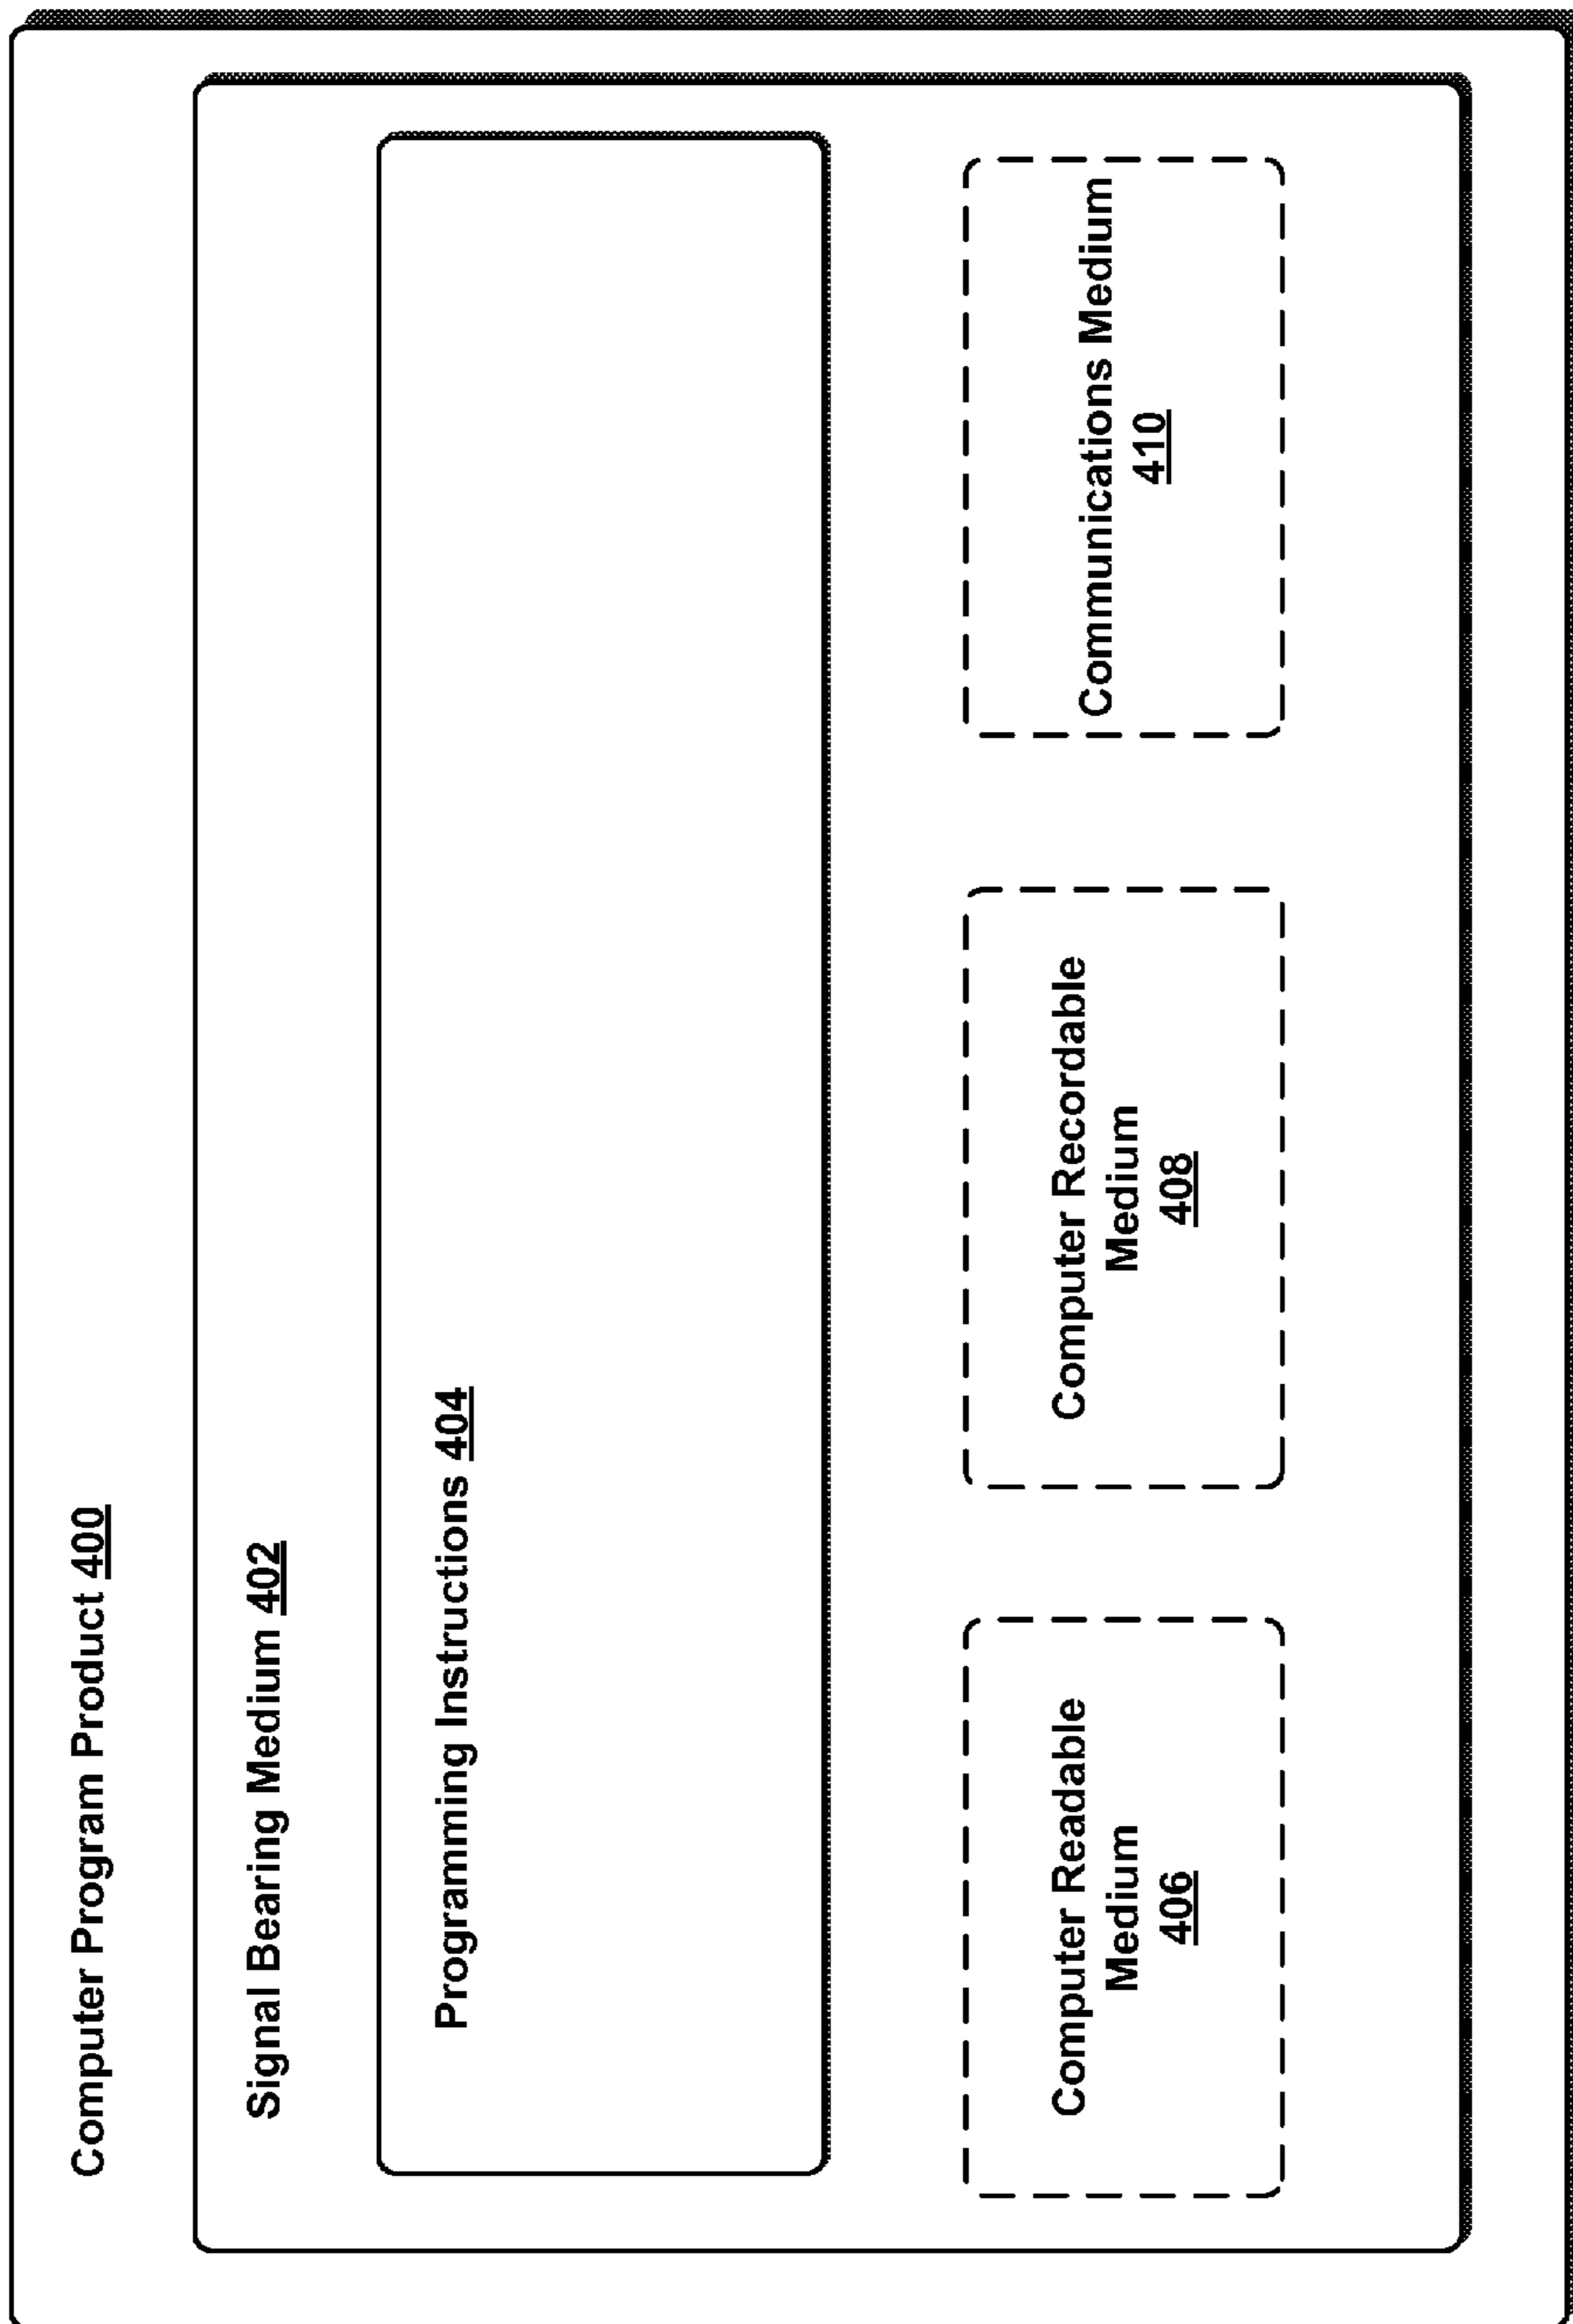 Computer Program Product 400
Signal Bearing Medium 402
Programming Instructions 404
Computer Readable
Medium
406
Computer Recordable
Medium
408
Communications Medium
410